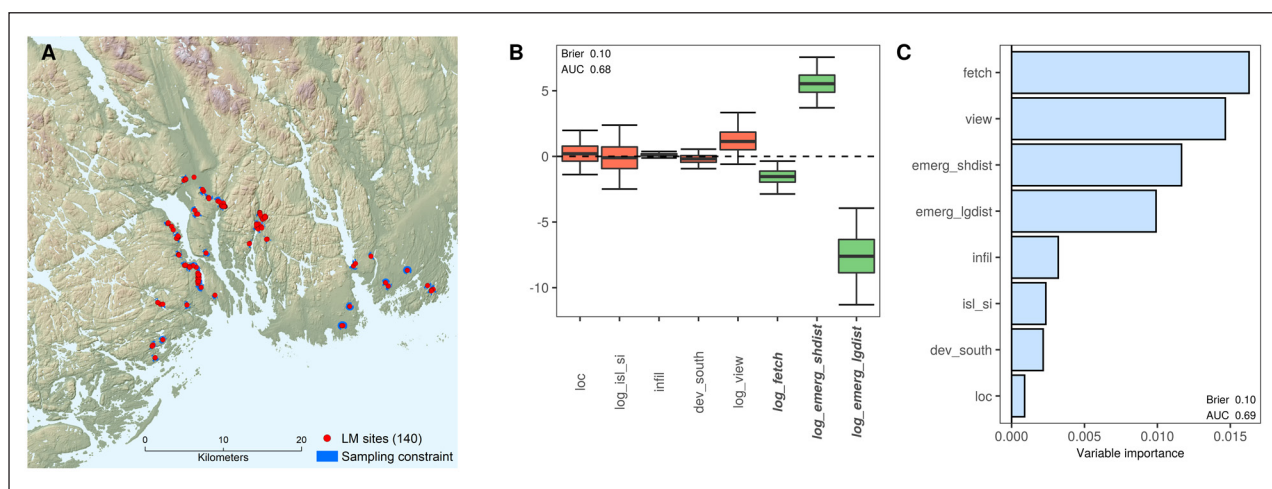 A
0 10 20
Kilometers
LM sites (140)
Sampling constraint
B
Brier 0.10
AUC 0.68
5
0
-5
-10
loc
log_isl_si
infil
dev_south
log_view
log_fetch
log_emerg_shdist
log_emerg_lgdist
C
fetch
view
emerg_shdist
emerg_lgdist
infil
isl_si
dev_south
loc
Brier 0.10
AUC 0.69
0.000 0.005 0.010 0.015
Variable importance